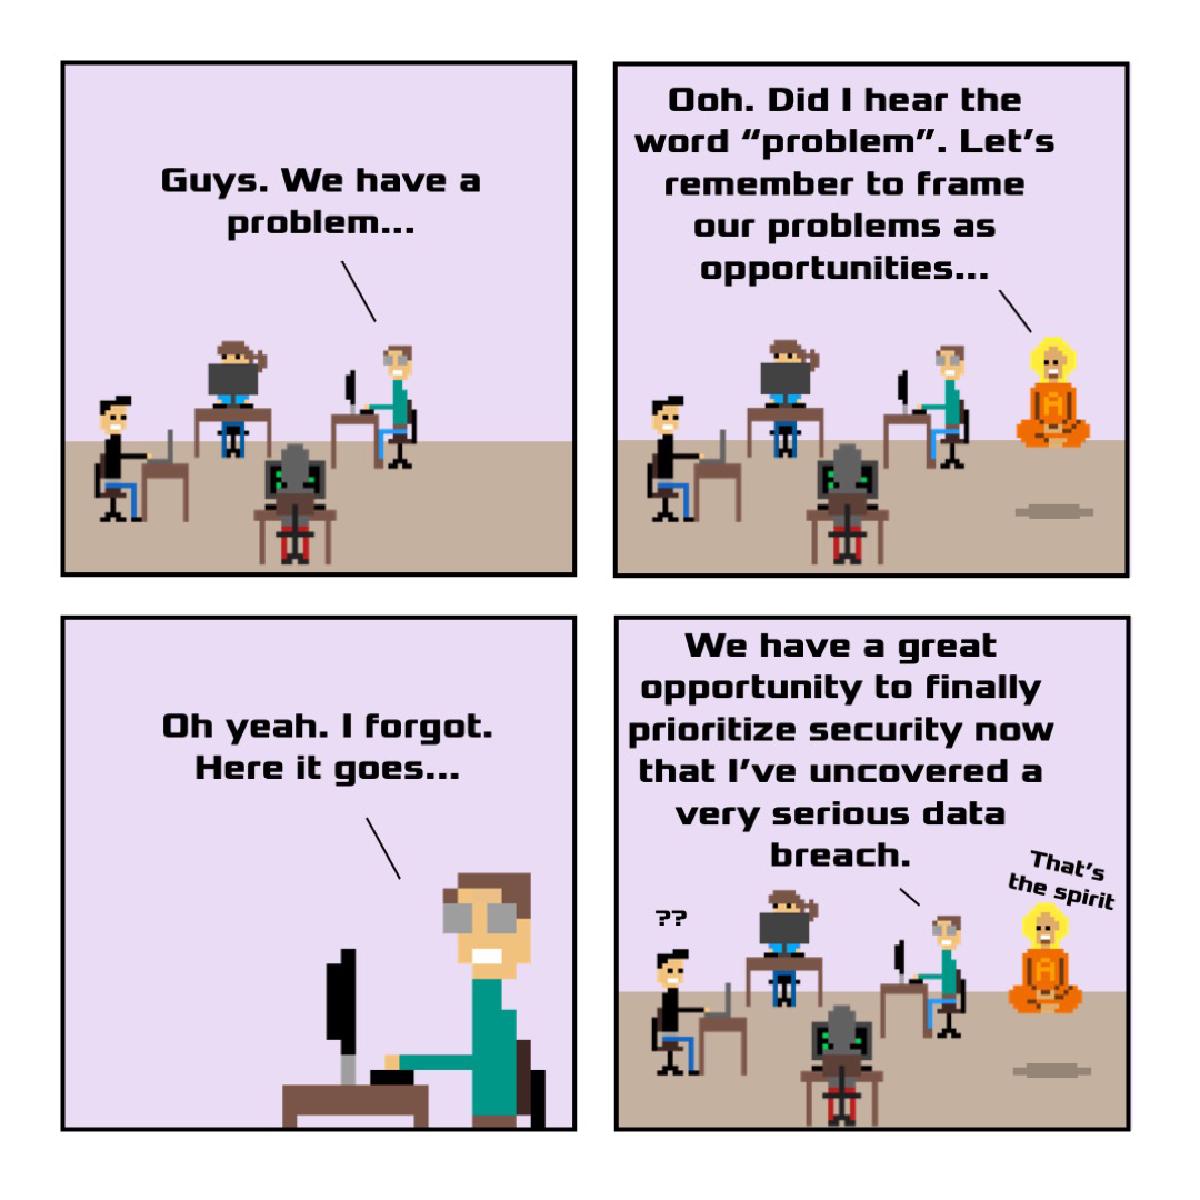 Guys. We have a
problem...
Ooh. Did I hear the
word “problem”. Let’s
remember to frame
our problems as
opportunities...
Oh yeah. I forgot.
Here it goes...
We have a great
opportunity to finally
prioritize security now
that I’ve uncovered a
very serious data
breach.
That’s
the spirit
??